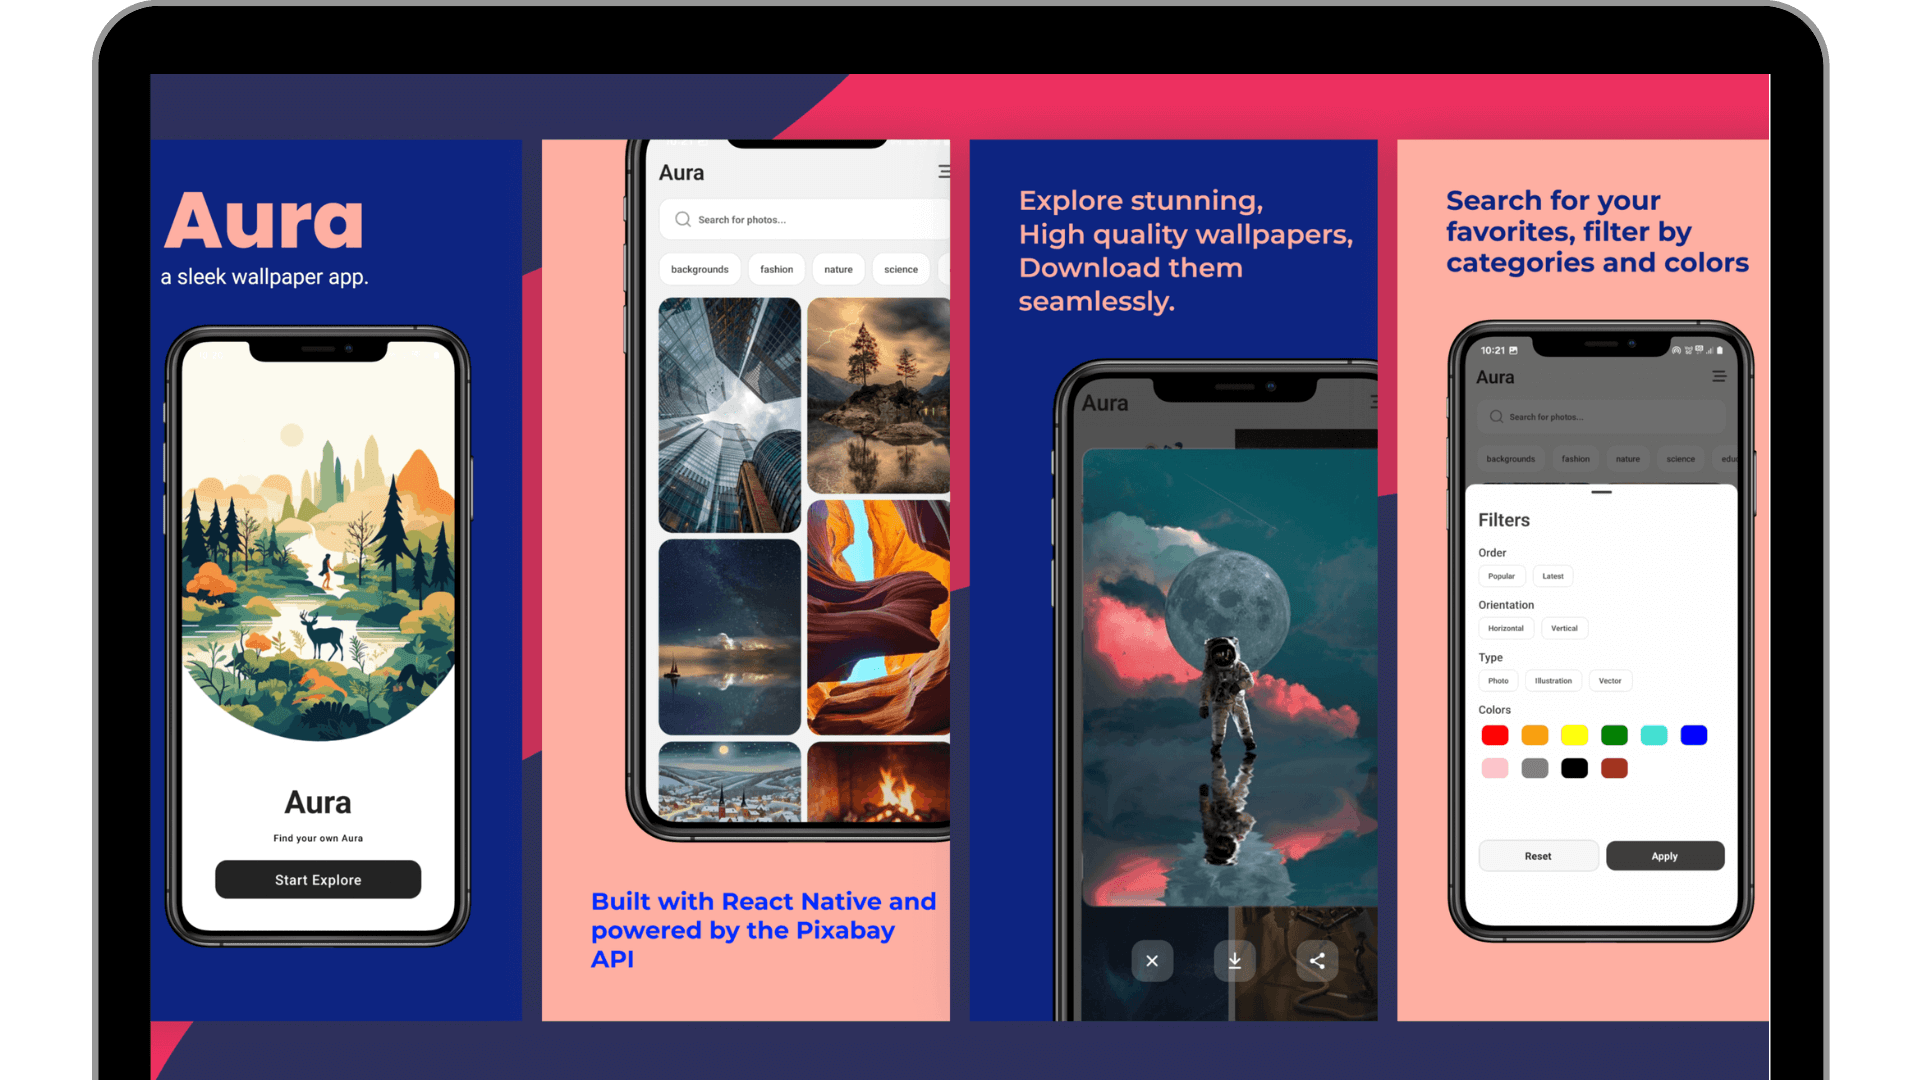 Aura
a sleek wallpaper app.
Aura
Find your own Aura
Start Explore
Aura
Search for photos...
backgrounds
fashion
nature
science
Built with React Native and
powered by the Pixabay
API
Explore stunning,
High quality wallpapers,
Download them
seamlessly.
Aura
Search for your
favorites, filter by
categories and colors
10:21
Aura
Search for photos...
backgrounds
fashion
nature
science
edu
Filters
Order
Popular
Latest
Orientation
Horizontal
Vertical
Type
Photo
Illustration
Vector
Colors
Reset
Apply